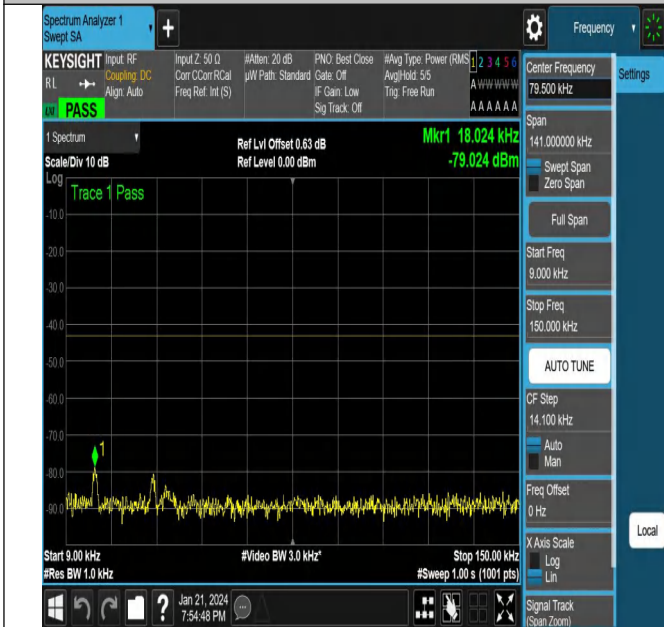 Spectrum Analyzer 1
Swept SA
Frequency
KEYSIGHT
RL
Input: RF
Coupling: DC
Align: Auto
Input Z: 50 Ω
Corr CCorr RCal
Freq Ref: Int (S)
#Atten: 20 dB
µW Path: Standard
PNO: Best Close
Gate: Off
IF Gain: Low
Sig Track: Off
#Avg Type: Power (RMS
Avg|Hold: 5/5
Trig: Free Run
1 2 3 4 5 6
A W W W W W
A A A A A A
LXI PASS
1 Spectrum
Scale/Div 10 dB
Ref Lvl Offset 0.63 dB
Ref Level 0.00 dBm
Mkr1 18.024 kHz
-79.024 dBm
Log
Trace 1 Pass
-10.0
-20.0
-30.0
-40.0
-50.0
-60.0
-70.0
-80.0
-90.0
1
Start 9.00 kHz
#Res BW 1.0 kHz
#Video BW 3.0 kHz*
Stop 150.00 kHz
#Sweep 1.00 s (1001 pts)
Jan 21, 2024
7:54:48 PM
Center Frequency
79.500 kHz
Settings
Span
141.000000 kHz
Swept Span
Zero Span
Full Span
Start Freq
9.000 kHz
Stop Freq
150.000 kHz
AUTO TUNE
CF Step
14.100 kHz
Auto
Man
Freq Offset
0 Hz
Local
X Axis Scale
Log
Lin
Signal Track
(Span Zoom)